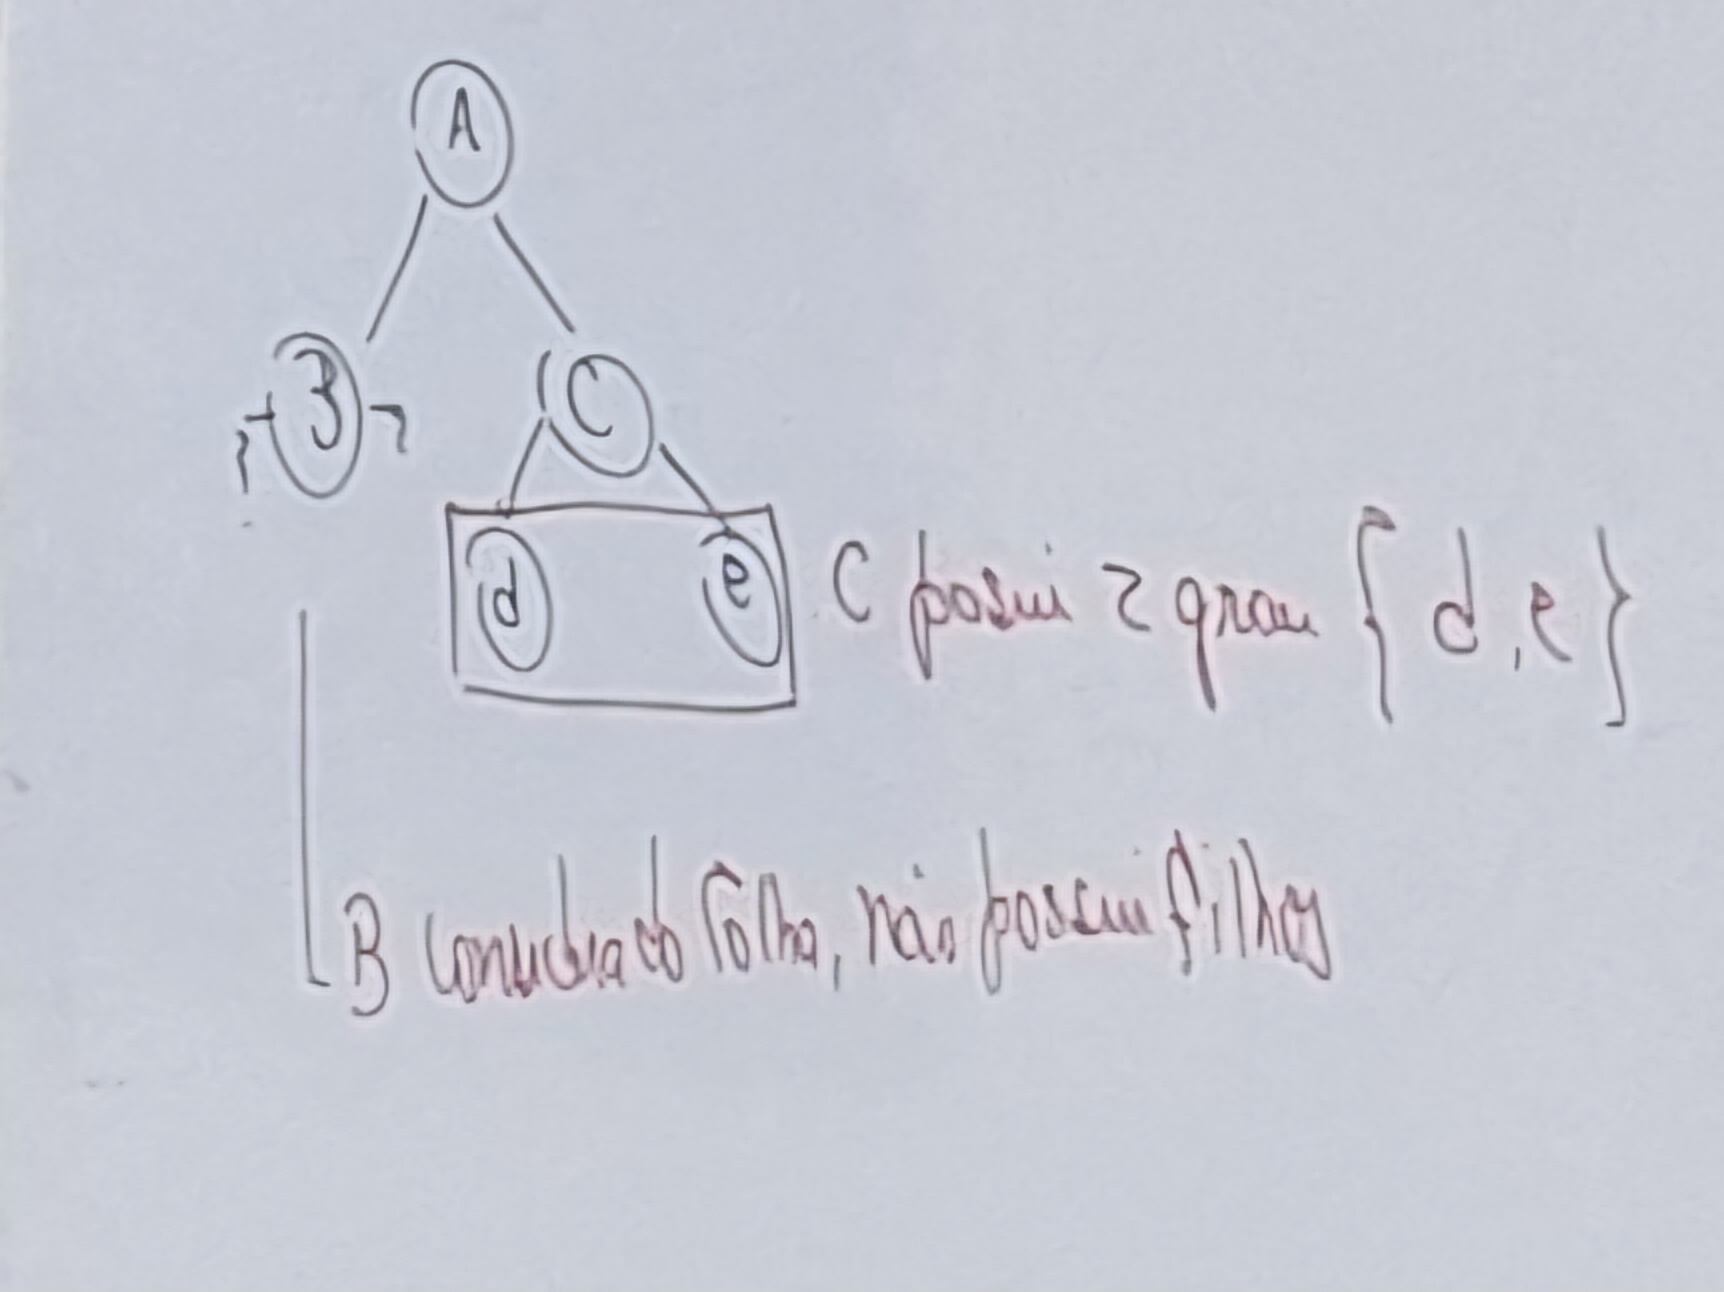 A
B
C
d e C possui 2 grau { d, e }
B considerado folha, não possui filhos